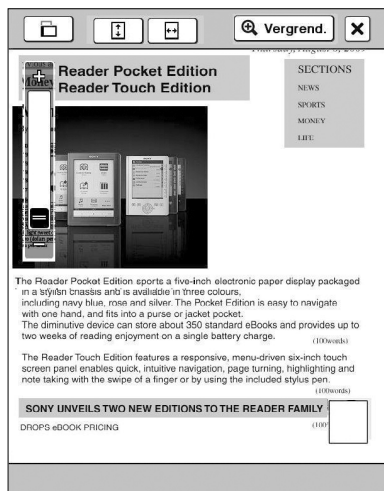 Vergrend.
Thursday, August 6, 20
Reader Pocket Edition
Reader Touch Edition
SECTIONS
NEWS
SPORTS
MONEY
LIFE
The Reader Pocket Edition sports a five-inch electronic paper display packaged
in a stylish chassis and is available in three colours,
including navy blue, rose and silver. The Pocket Edition is easy to navigate
with one hand, and fits into a purse or jacket pocket.
The diminutive device can store about 350 standard eBooks and provides up to
two weeks of reading enjoyment on a single battery charge.
(100words)
The Reader Touch Edition features a responsive, menu-driven six-inch touch
screen panel enables quick, intuitive navigation, page turning, highlighting and
note taking with the swipe of a finger or by using the included stylus pen.
(100words)
SONY UNVEILS TWO NEW EDITIONS TO THE READER FAMILY
DROPS eBOOK PRICING
(100